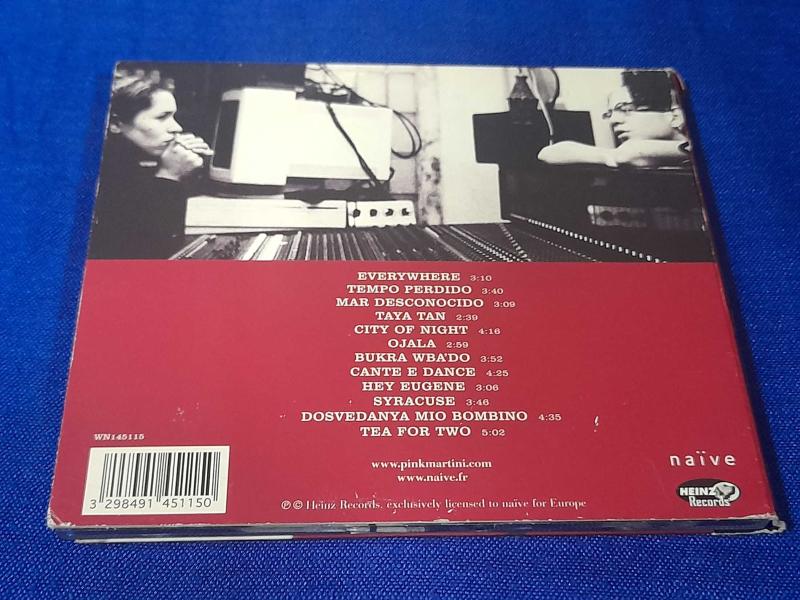 EVERYWHERE 3:10
TEMPO PERDIDO 3:40
MAR DESCONOCIDO 3:09
TAYA TAN 2:39
CITY OF NIGHT 4:16
OJALA 2:59
BUKRA WBA'DO 3:52
CANTE E DANCE 4:25
HEY EUGENE 3:06
SYRACUSE 3:46
DOSVEDANYA MIO BOMBINO 4:35
TEA FOR TWO 5:02
WN145115
3 298491 451150
www.pinkmartini.com
www.naive.fr
℗ © Heinz Records, exclusively licensed to naïve for Europe
naïve
HEINZ
Records